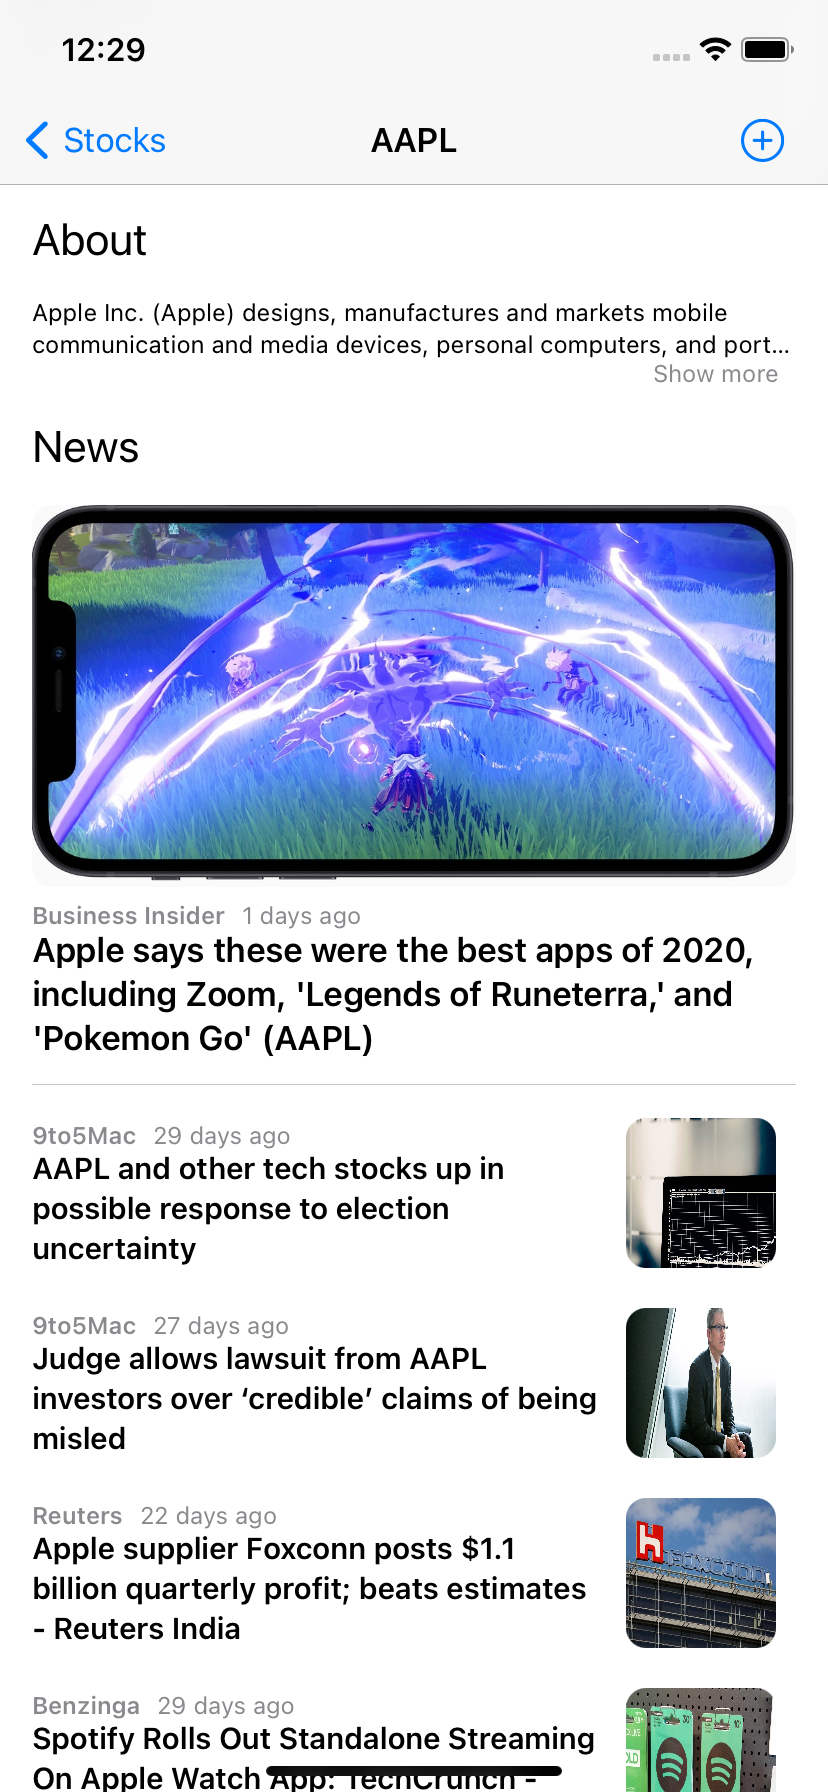 12:29
Stocks
AAPL
About
Apple Inc. (Apple) designs, manufactures and markets mobile
communication and media devices, personal computers, and port...
Show more
News
Business Insider 1 days ago
Apple says these were the best apps of 2020,
including Zoom, 'Legends of Runeterra,' and
'Pokemon Go' (AAPL)
9to5Mac 29 days ago
AAPL and other tech stocks up in
possible response to election
uncertainty
9to5Mac 27 days ago
Judge allows lawsuit from AAPL
investors over ‘credible’ claims of being
misled
Reuters 22 days ago
Apple supplier Foxconn posts $1.1
billion quarterly profit; beats estimates
- Reuters India
FOXCONN
Benzinga 29 days ago
Spotify Rolls Out Standalone Streaming
On Apple Watch App: TechCrunch -